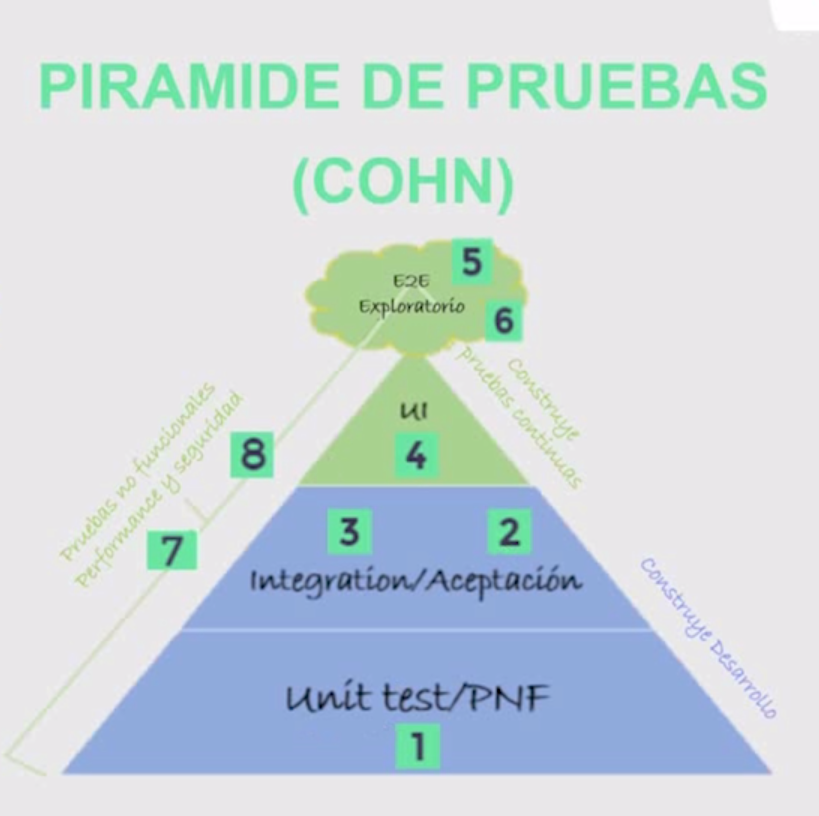 PIRAMIDE DE PRUEBAS
(COHN)
5
E2E
Exploratorio
6
Construye
pruebas continuas
UI
4
Pruebas no funcionales
Performance y seguridad
8
7
3
2
Integration/Aceptación
Construye Desarrollo
Unit test/PNF
1